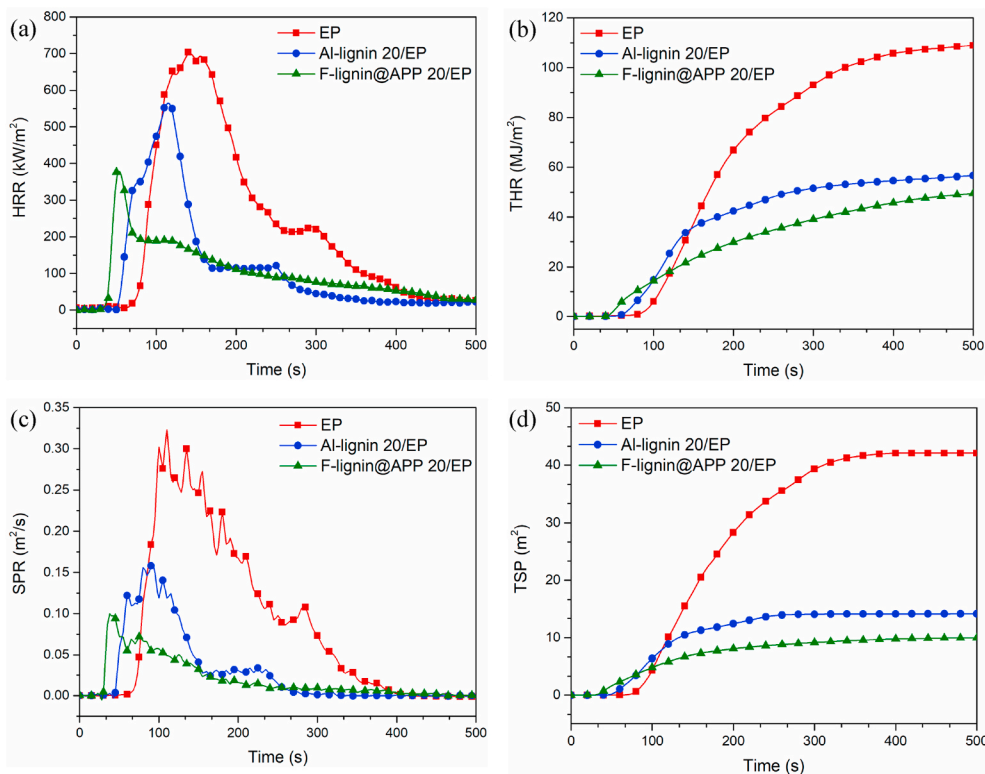 (a)
800
700
600
500
400
300
200
100
0
HRR (kW/m²)
EP
Al-lignin 20/EP
F-lignin@APP 20/EP
0 100 200 300 400 500
Time (s)
(b)
120
100
80
60
40
20
0
THR (MJ/m²)
EP
Al-lignin 20/EP
F-lignin@APP 20/EP
0 100 200 300 400 500
Time (s)
(c)
0.35
0.30
0.25
0.20
0.15
0.10
0.05
0.00
SPR (m²/s)
EP
Al-lignin 20/EP
F-lignin@APP 20/EP
0 100 200 300 400 500
Time (s)
(d)
50
40
30
20
10
0
TSP (m²)
EP
Al-lignin 20/EP
F-lignin@APP 20/EP
0 100 200 300 400 500
Time (s)